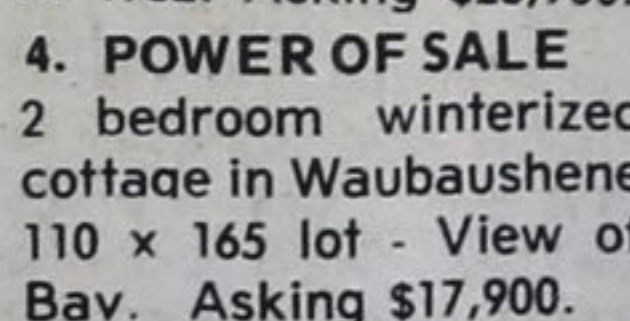 Asking
4. POWER OF SALE
2 bedroom winterized
cottage in Waubaushene
110 x 165 lot - View of
Bay. Asking $17,900.